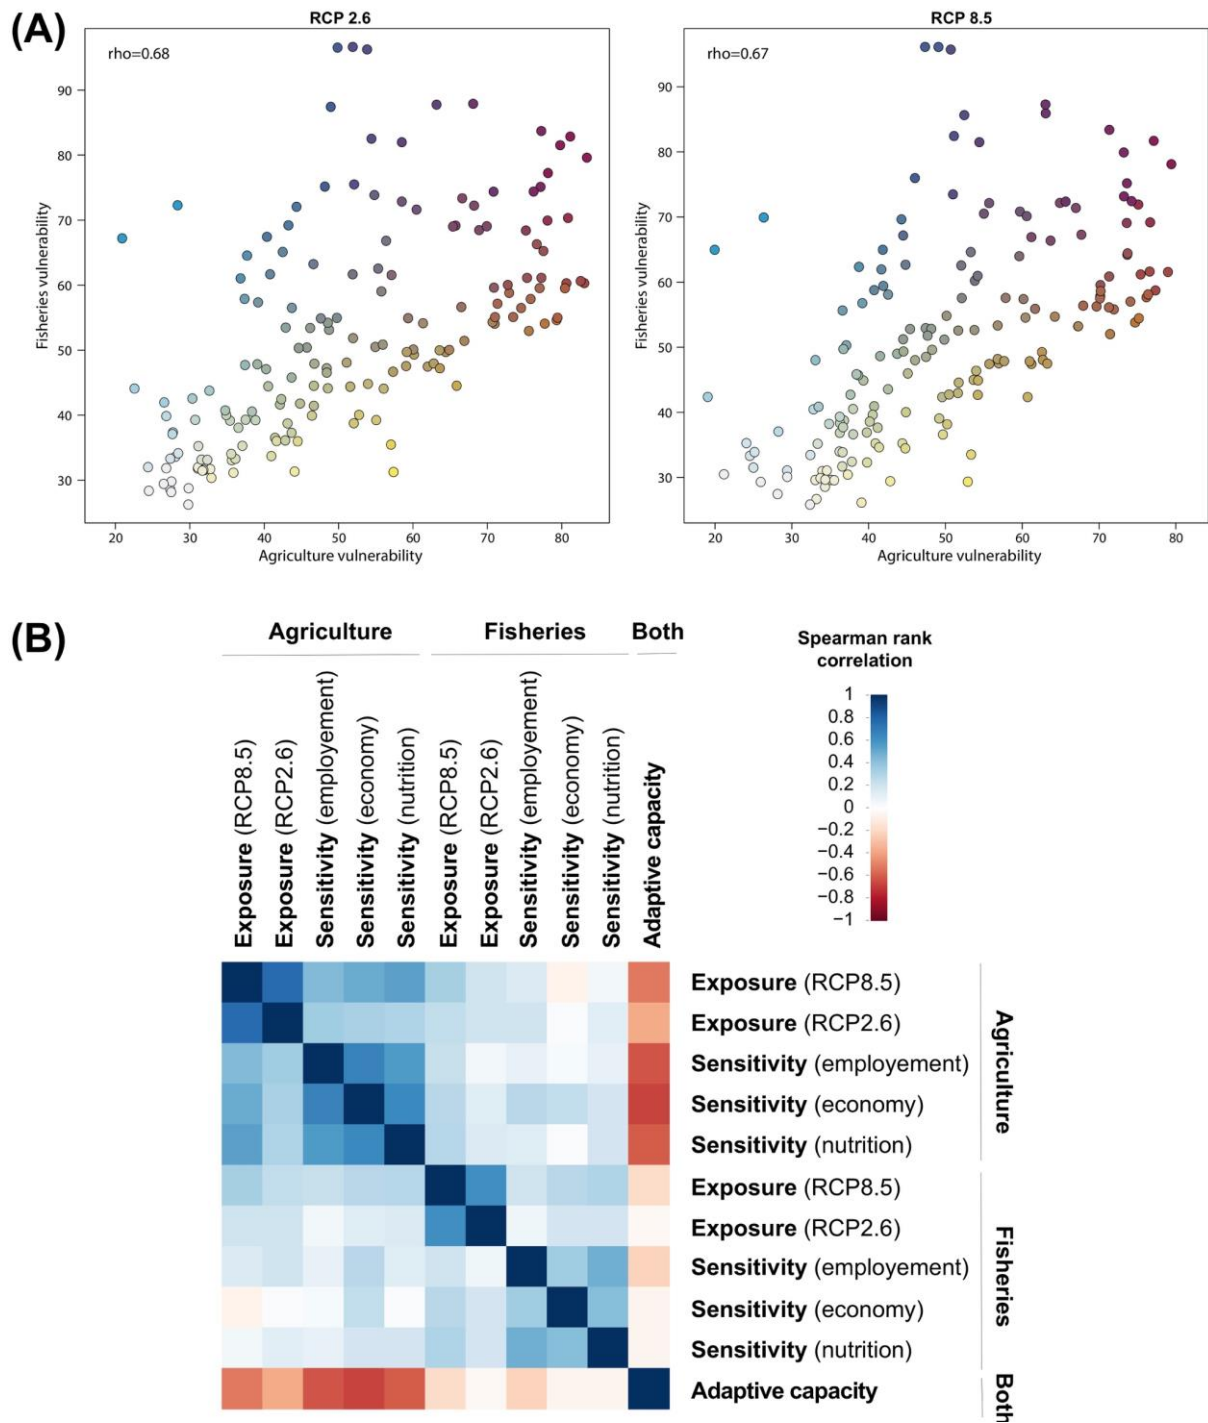 (A)
RCP 2.6
rho=0.68
90
80
70
60
50
40
30
Fisheries vulnerability
20 30 40 50 60 70 80
Agriculture vulnerability
RCP 8.5
rho=0.67
90
80
70
60
50
40
30
Fisheries vulnerability
20 30 40 50 60 70 80
Agriculture vulnerability
(B)
Agriculture Fisheries Both
Exposure (RCP8.5)
Exposure (RCP2.6)
Sensitivity (employement)
Sensitivity (economy)
Sensitivity (nutrition)
Exposure (RCP8.5)
Exposure (RCP2.6)
Sensitivity (employement)
Sensitivity (economy)
Sensitivity (nutrition)
Adaptive capacity
Spearman rank
correlation
1
0.8
0.6
0.4
0.2
0
−0.2
−0.4
−0.6
−0.8
−1
Exposure (RCP8.5)
Exposure (RCP2.6)
Sensitivity (employement)
Sensitivity (economy)
Sensitivity (nutrition)
Agriculture
Exposure (RCP8.5)
Exposure (RCP2.6)
Sensitivity (employement)
Sensitivity (economy)
Sensitivity (nutrition)
Fisheries
Adaptive capacity
Both